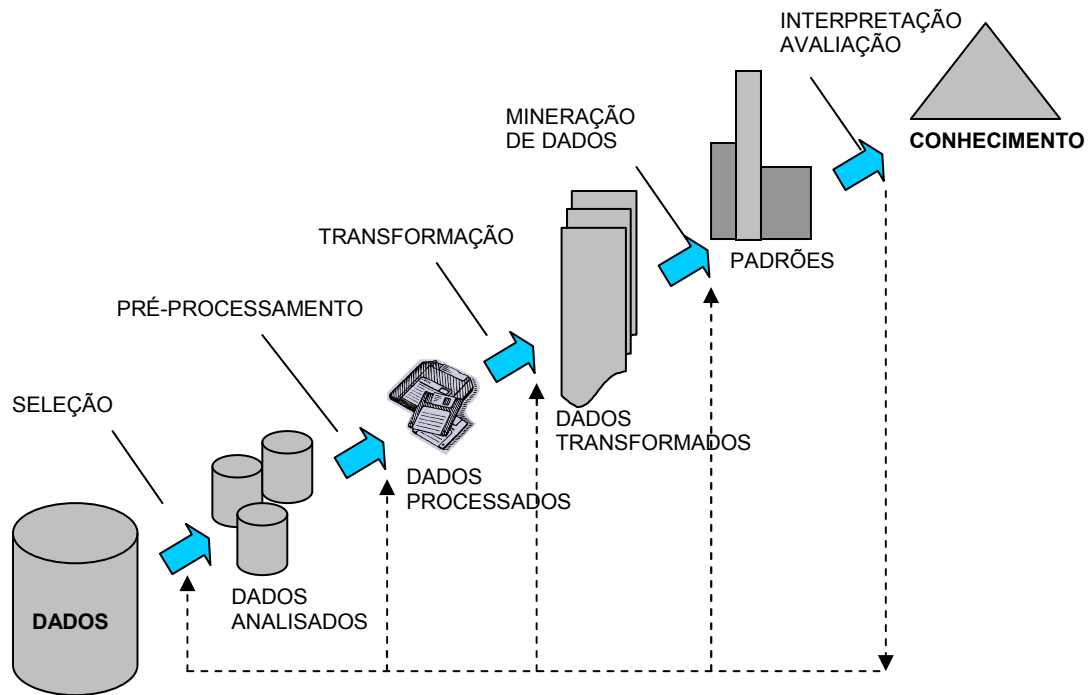 INTERPRETAÇÃO
AVALIAÇÃO
CONHECIMENTO
MINERAÇÃO
DE DADOS
PADRÕES
TRANSFORMAÇÃO
PRÉ-PROCESSAMENTO
DADOS
TRANSFORMADOS
SELEÇÃO
DADOS
PROCESSADOS
DADOS
ANALISADOS
DADOS